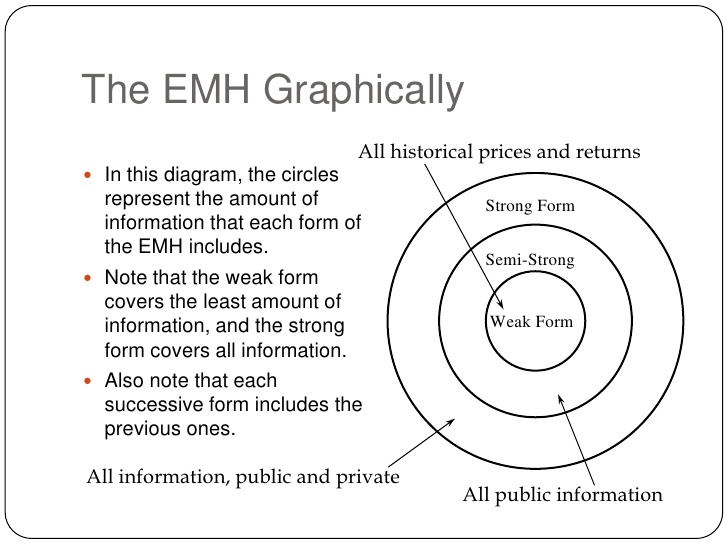 The EMH Graphically
In this diagram, the circles
represent the amount of
information that each form of
the EMH includes.
Note that the weak form
covers the least amount of
information, and the strong
form covers all information.
Also note that each
successive form includes the
previous ones.
All historical prices and returns
Strong Form
Semi-Strong
Weak Form
All information, public and private
All public information